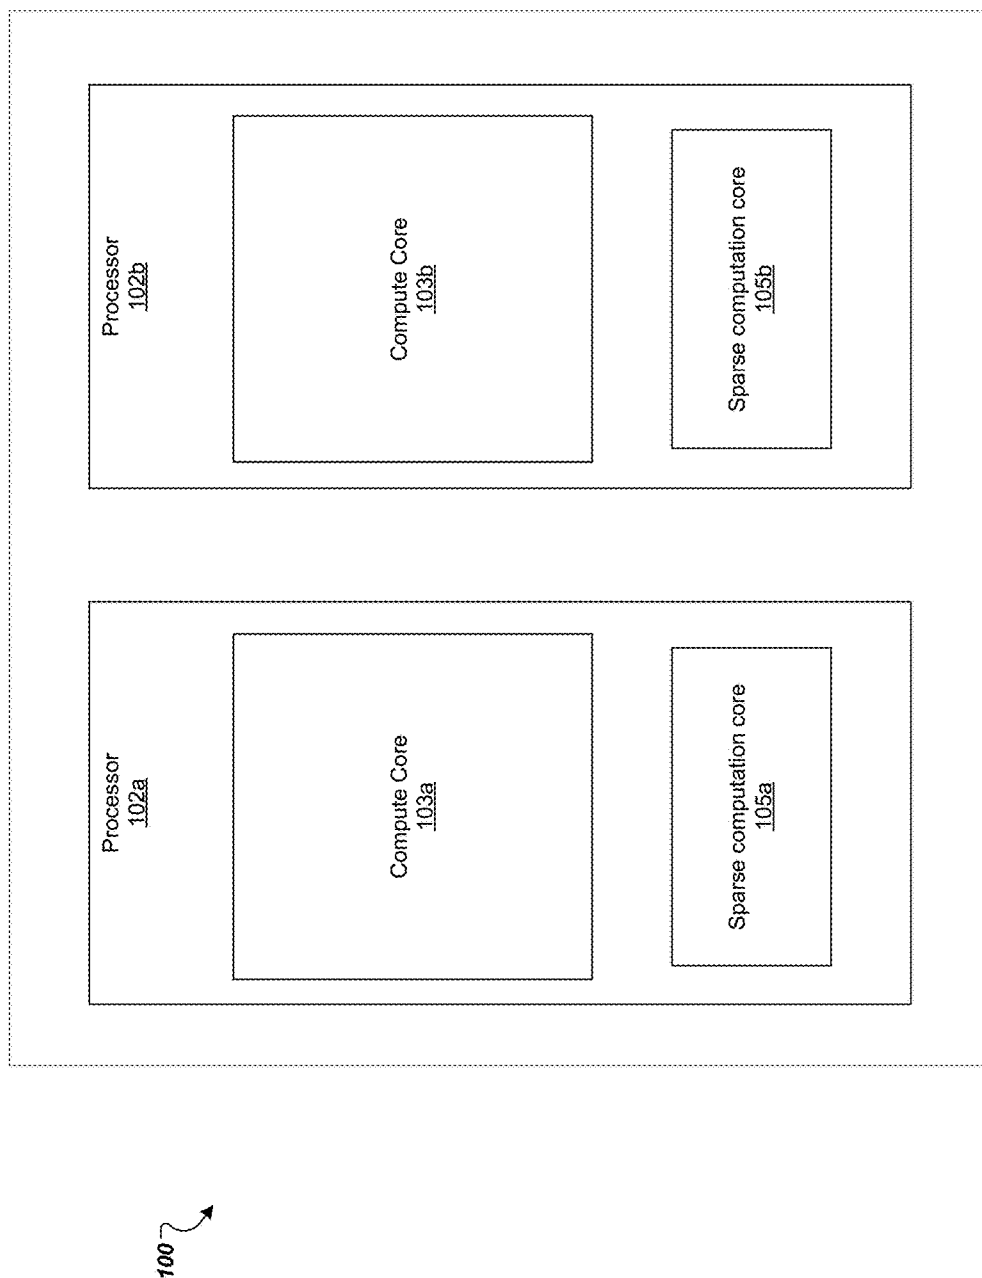 100
Processor
102a
Compute Core
103a
Sparse computation core
105a
Processor
102b
Compute Core
103b
Sparse computation core
105b